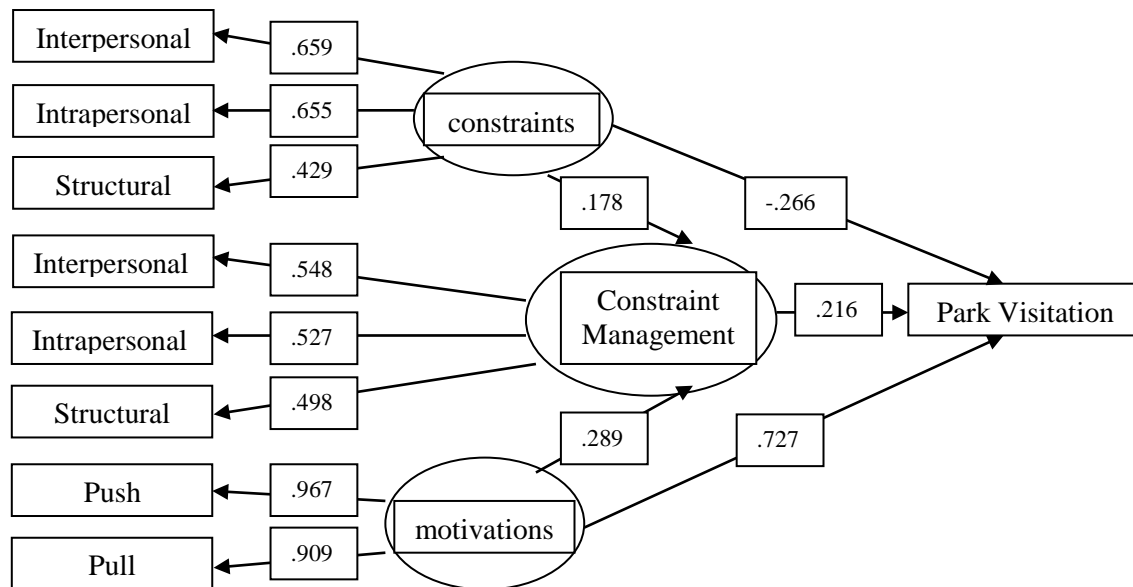 Interpersonal
.659
Intrapersonal
.655
constraints
Structural
.429
.178
-.266
Interpersonal
.548
Constraint
Management
.216
Park Visitation
Intrapersonal
.527
Structural
.498
.289
.727
Push
.967
motivations
Pull
.909